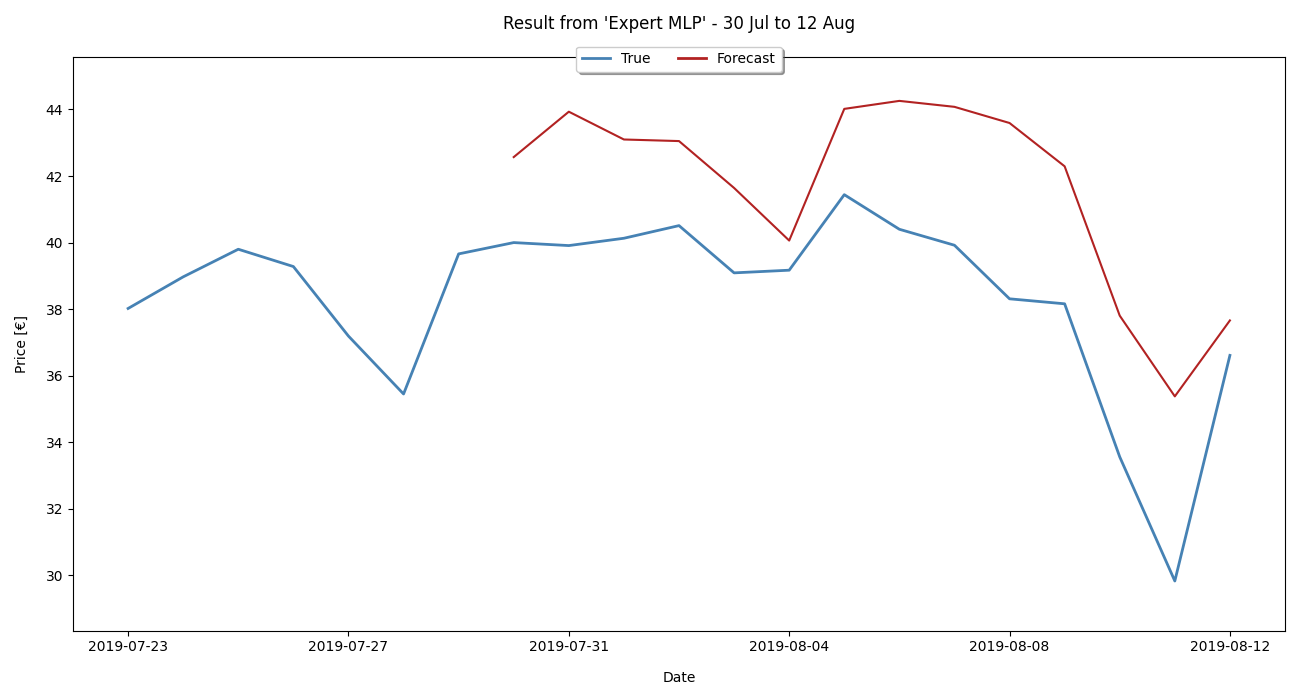 Result from 'Expert MLP' - 30 Jul to 12 Aug
True Forecast
44
42
40
38
36
34
32
30
Price [€]
2019-07-23 2019-07-27 2019-07-31 2019-08-04 2019-08-08 2019-08-12
Date